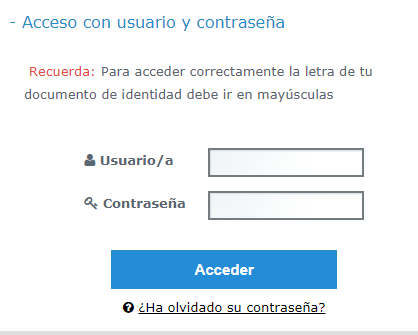 - Acceso con usuario y contraseña
Recuerda: Para acceder correctamente la letra de tu
documento de identidad debe ir en mayúsculas
Usuario/a
Contraseña
Acceder
¿Ha olvidado su contraseña?